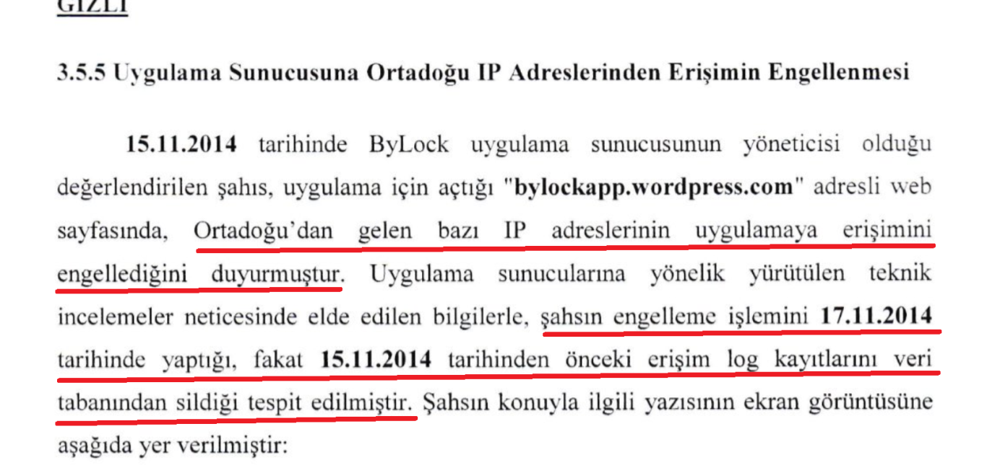 GİZLİ
3.5.5 Uygulama Sunucusuna Ortadoğu IP Adreslerinden Erişimin Engellenmesi
15.11.2014 tarihinde ByLock uygulama sunucusunun yöneticisi olduğu
değerlendirilen şahıs, uygulama için açtığı "bylockapp.wordpress.com" adresli web
sayfasında, Ortadoğu’dan gelen bazı IP adreslerinin uygulamaya erişimini
engellediğini duyurmuştur. Uygulama sunucularına yönelik yürütülen teknik
incelemeler neticesinde elde edilen bilgilerle, şahsın engelleme işlemini 17.11.2014
tarihinde yaptığı, fakat 15.11.2014 tarihinden önceki erişim log kayıtlarını veri
tabanından sildiği tespit edilmiştir. Şahsın konuyla ilgili yazısının ekran görüntüsüne
aşağıda yer verilmiştir: